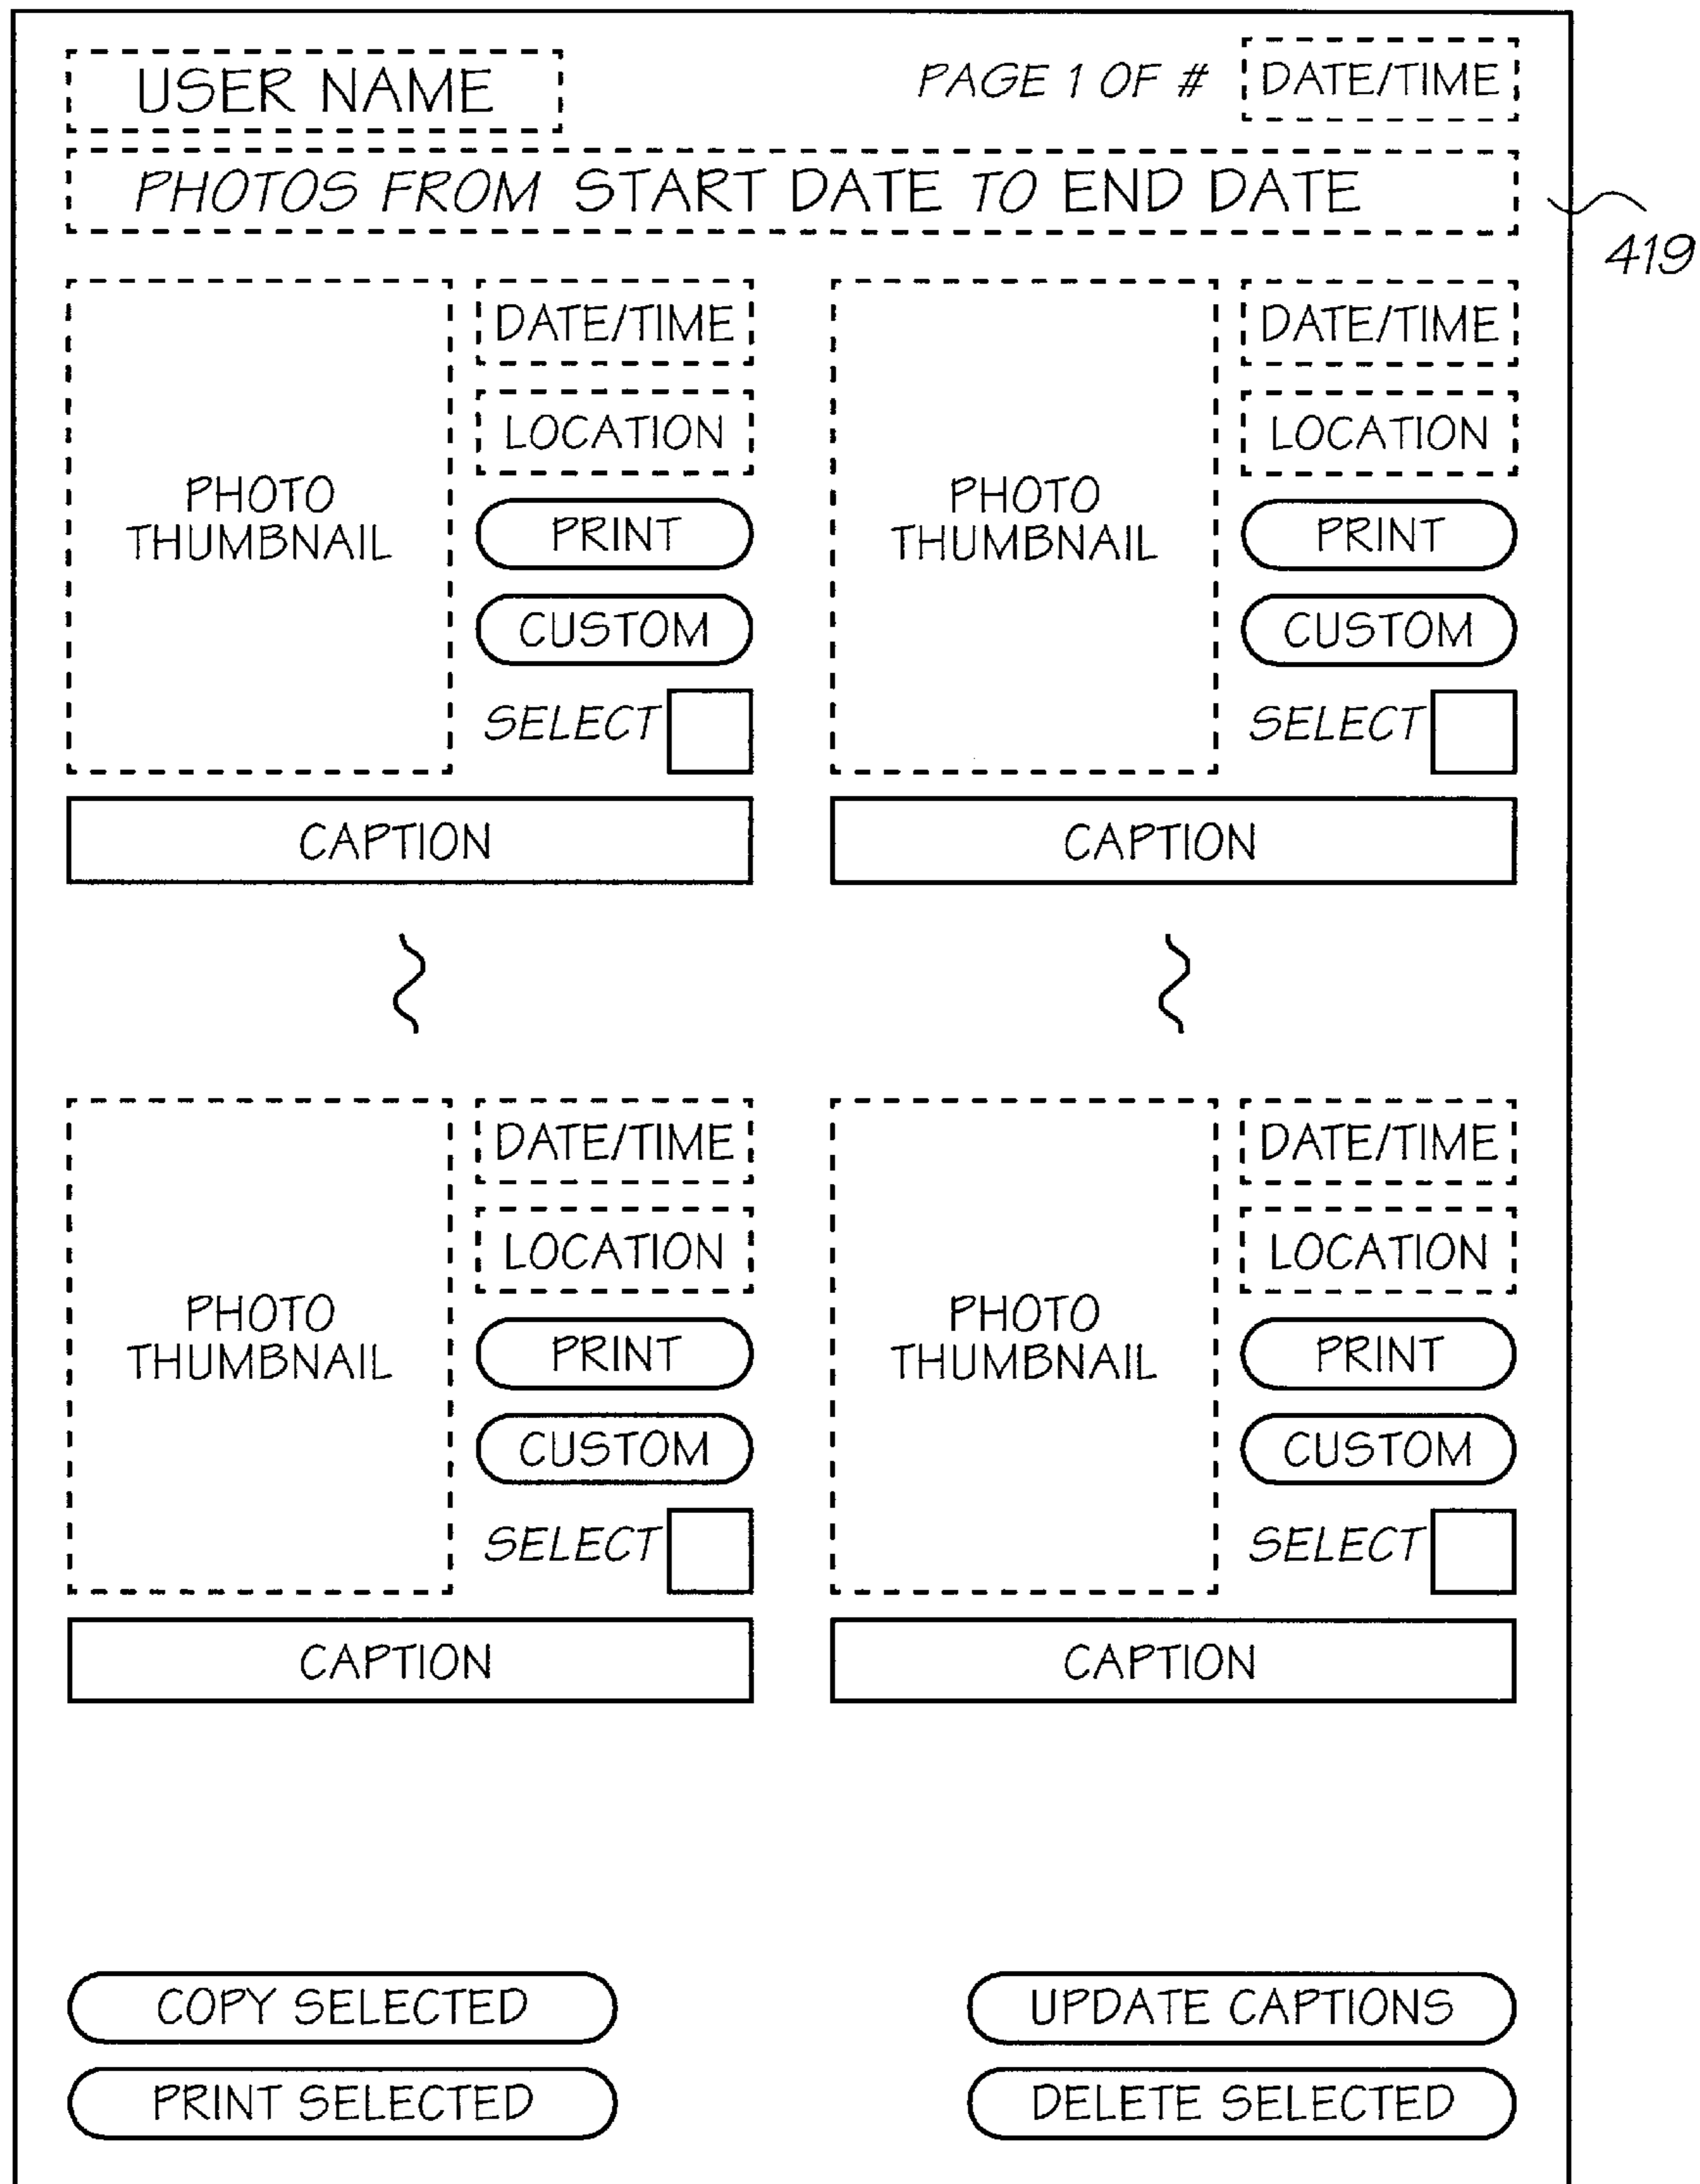 USER NAME PAGE 1 OF # DATE/TIME
PHOTOS FROM START DATE TO END DATE
419
PHOTO THUMBNAIL
DATE/TIME
LOCATION
PRINT
CUSTOM
SELECT
CAPTION
PHOTO THUMBNAIL
DATE/TIME
LOCATION
PRINT
CUSTOM
SELECT
CAPTION
PHOTO THUMBNAIL
DATE/TIME
LOCATION
PRINT
CUSTOM
SELECT
CAPTION
PHOTO THUMBNAIL
DATE/TIME
LOCATION
PRINT
CUSTOM
SELECT
CAPTION
COPY SELECTED
UPDATE CAPTIONS
PRINT SELECTED
DELETE SELECTED